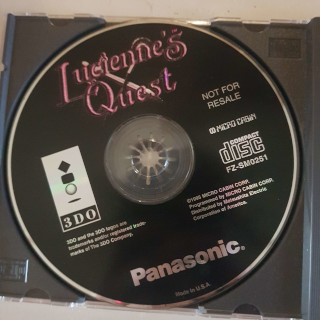 Lucienne's
Quest
NOT FOR
RESALE
MICRO CABIN
COMPACT
disc
FZ-SM0251
3DO
3DO and the 3DO logos are
trademarks and/or registered trade-
marks of The 3DO Company.
©1995 MICRO CABIN CORP.
Programmed by MICRO CABIN CORP.
Distributed by Matsushita Electric
Corporation of America.
Panasonic.
Made in U.S.A.